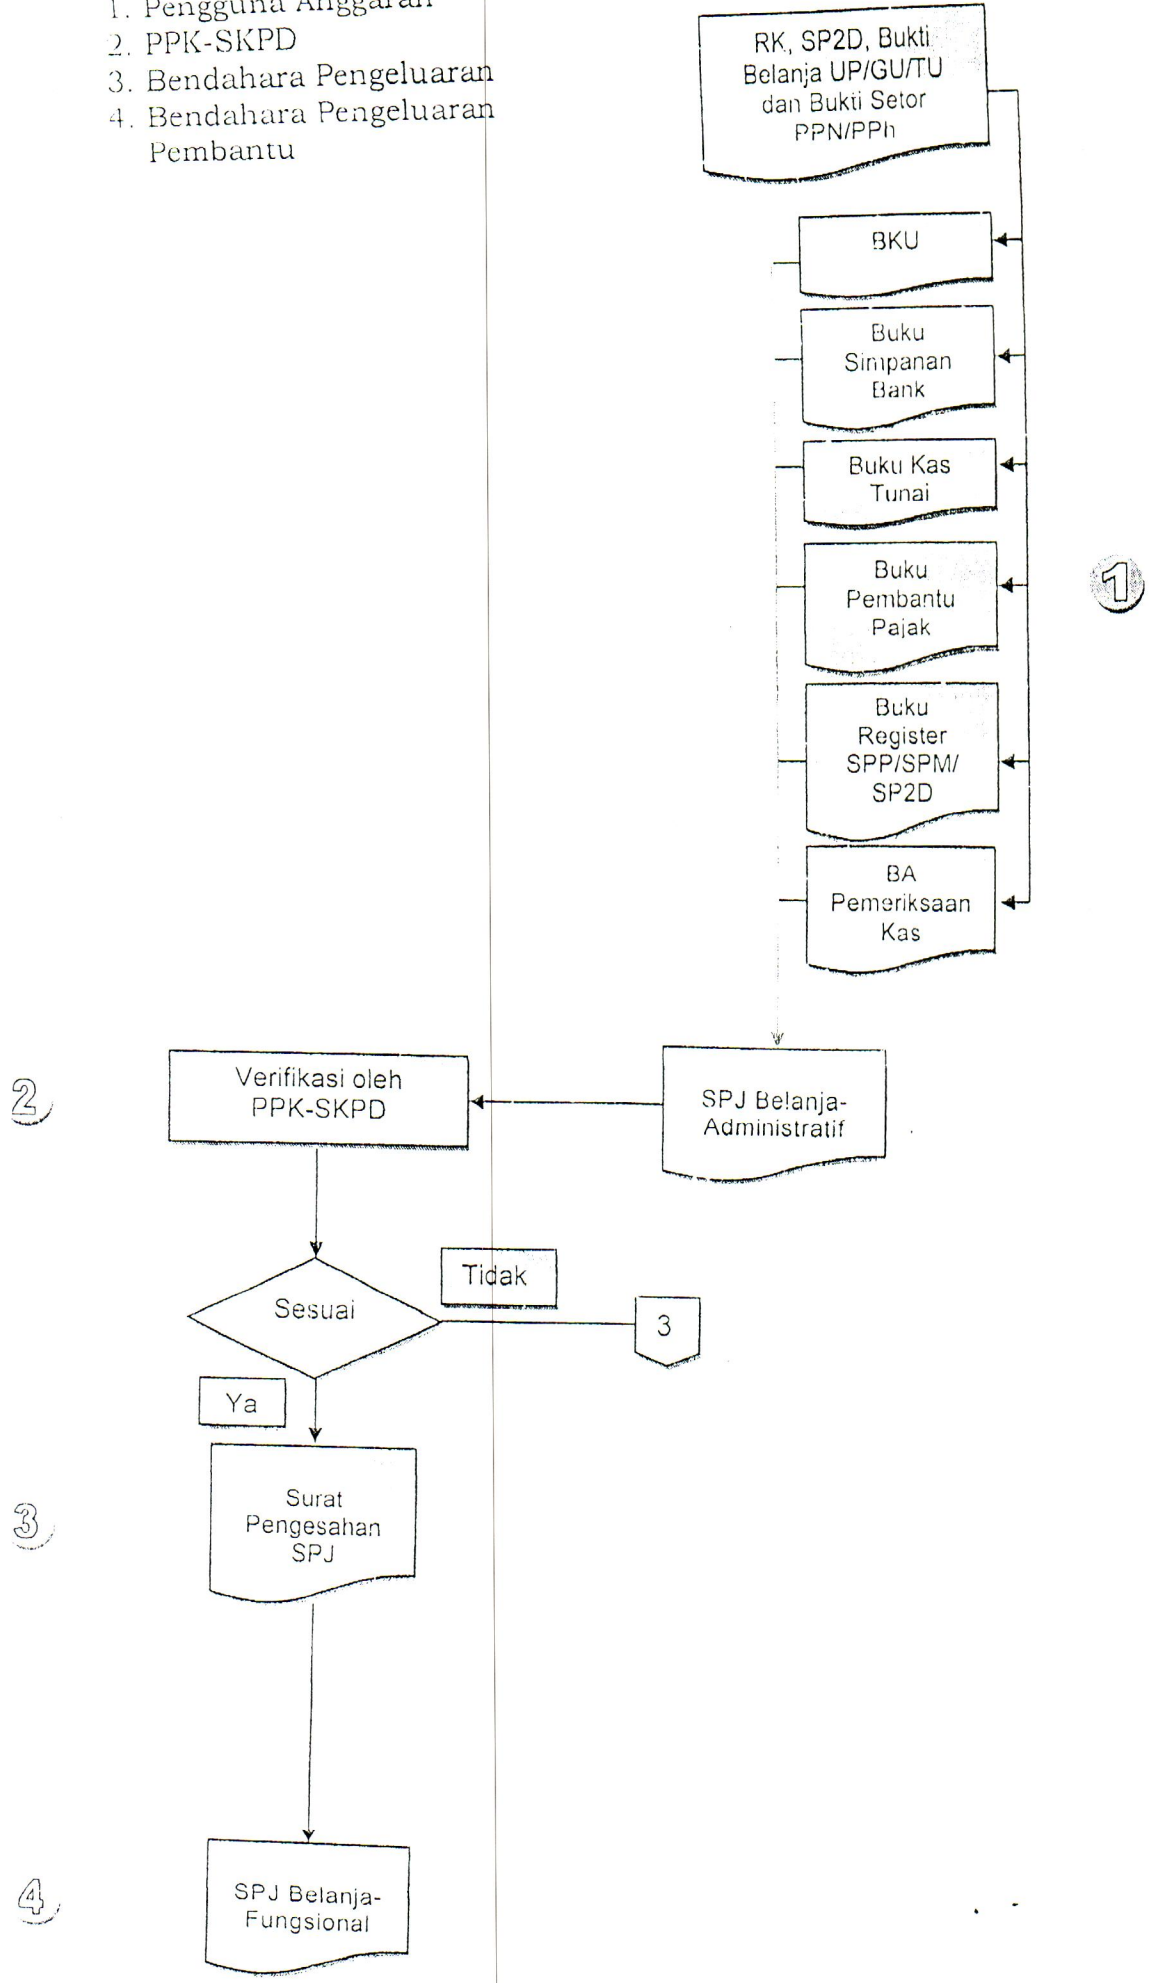 1. Pengguna Anggaran
2. PPK-SKPD
3. Bendahara Pengeluaran
4. Bendahara Pengeluaran
Pembantu
RK, SP2D, Bukti
Belanja UP/GU/TU
dan Bukti Setor
PPN/PPh
BKU
Buku
Simpanan
Bank
Buku Kas
Tunai
Buku
Pembantu
Pajak
1
Buku
Register
SPP/SPM/
SP2D
BA
Pemeriksaan
Kas
2
Verifikasi oleh
PPK-SKPD
SPJ Belanja-
Administratif
Tidak
Sesuai
3
Ya
3
Surat
Pengesahan
SPJ
4
SPJ Belanja-
Fungsional